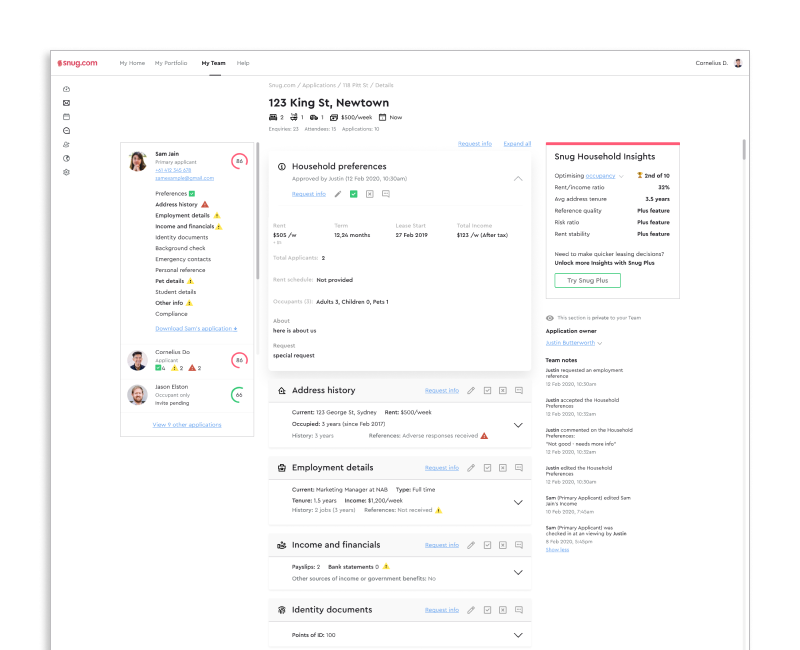 snug.com
My Home My Portfolio My Team Help
Cornelius D.
Snug.com / Applications / 118 Pitt St / Details
123 King St, Newtown
2 1 1 $500/week Now
Enquiries: 23 Attendees: 15 Applications: 10
Request info Expand all
Sam Jain
Primary applicant
+61 412 345 678
samexample@gmail.com
86
Preferences
Address history
Employment details
Income and financials
Identity documents
Background check
Emergency contacts
Personal reference
Pet details
Student details
Other info
Compliance
Download Sam's application
Cornelius Do
Applicant
4 2 2
86
Jason Elston
Occupant only
Invite pending
66
View 9 other applications
Household preferences
Approved by Justin (12 Feb 2020, 10:30am)
Request info
Rent Term Lease Start Total Income
$505 /w 12,24 months 27 Feb 2019 $123 /w (After tax)
Total Applicants: 2
Rent schedule: Not provided
Occupants (3): Adults 3, Children 0, Pets 1
About
here is about us
Request
special request
Address history Request info
Current: 123 George St, Sydney Rent: $500/week
Occupied: 3 years (since Feb 2017)
History: 3 years References: Adverse responses received
Employment details Request info
Current: Marketing Manager at NAB Type: Full time
Tenure: 1.5 years Income: $1,200/week
History: 2 jobs (3 years) References: Not received
Income and financials Request info
Payslips: 2 Bank statements 0
Other sources of income or government benefits: No
Identity documents Request info
Points of ID: 100
Snug Household Insights
Optimising occupancy 2nd of 10
Rent/income ratio 32%
Avg address tenure 3.5 years
Reference quality Plus feature
Risk ratio Plus feature
Rent stability Plus feature
Need to make quicker leasing decisions?
Unlock more Insights with Snug Plus
Try Snug Plus
This section is private to your Team
Application owner
Justin Butterworth
Team notes
Justin requested an employment
reference
12 Feb 2020, 10:30am
Justin accepted the Household
Preferences
12 Feb 2020, 10:32am
Justin commented on the Household
Preferences:
"Not good - needs more info"
12 Feb 2020, 10:32am
Justin edited the Household
Preferences
12 Feb 2020, 10:30am
Sam (Primary Applicant) edited Sam
Jain's Income
10 Feb 2020, 7:45am
Sam (Primary Applicant) was
checked in at an viewing by Justin
8 Feb 2020, 3:45pm
Show less